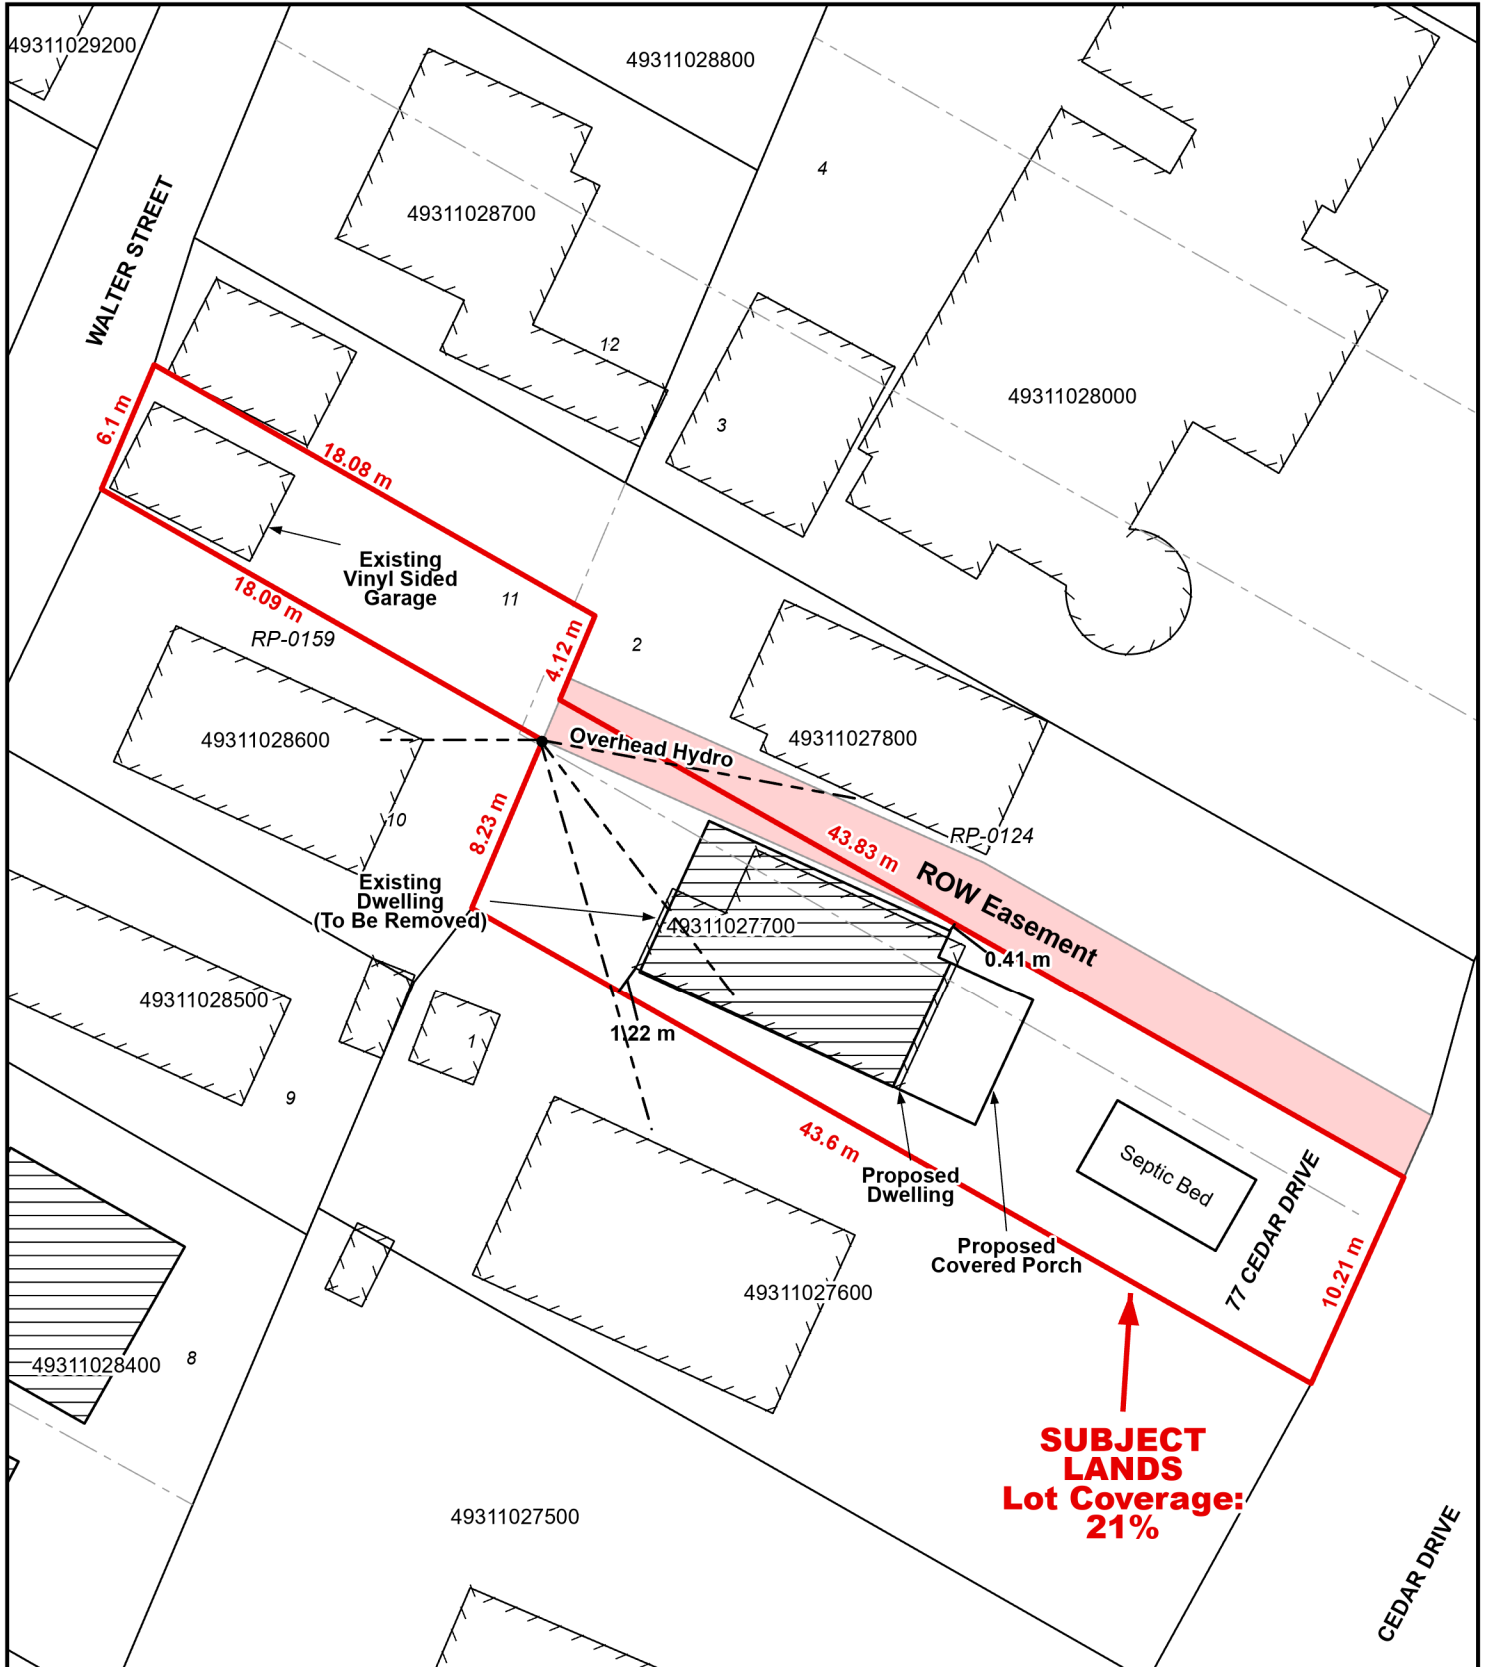 49311029200
49311028800
4
WALTER STREET
49311028700
12
3
49311028000
6.1 m
18.08 m
Existing
Vinyl Sided
Garage
18.09 m
11
RP-0159
4.12 m
2
49311028600
Overhead Hydro
49311027800
10
8.23 m
43.83 m
RP-0124
ROW Easement
Existing
Dwelling
(To Be Removed)
49311027700
0.41 m
49311028500
1
1.22 m
9
43.6 m
Proposed
Dwelling
Septic Bed
77 CEDAR DRIVE
Proposed
Covered Porch
10.21 m
49311027600
49311028400
8
SUBJECT
LANDS
Lot Coverage:
21%
49311027500
CEDAR DRIVE